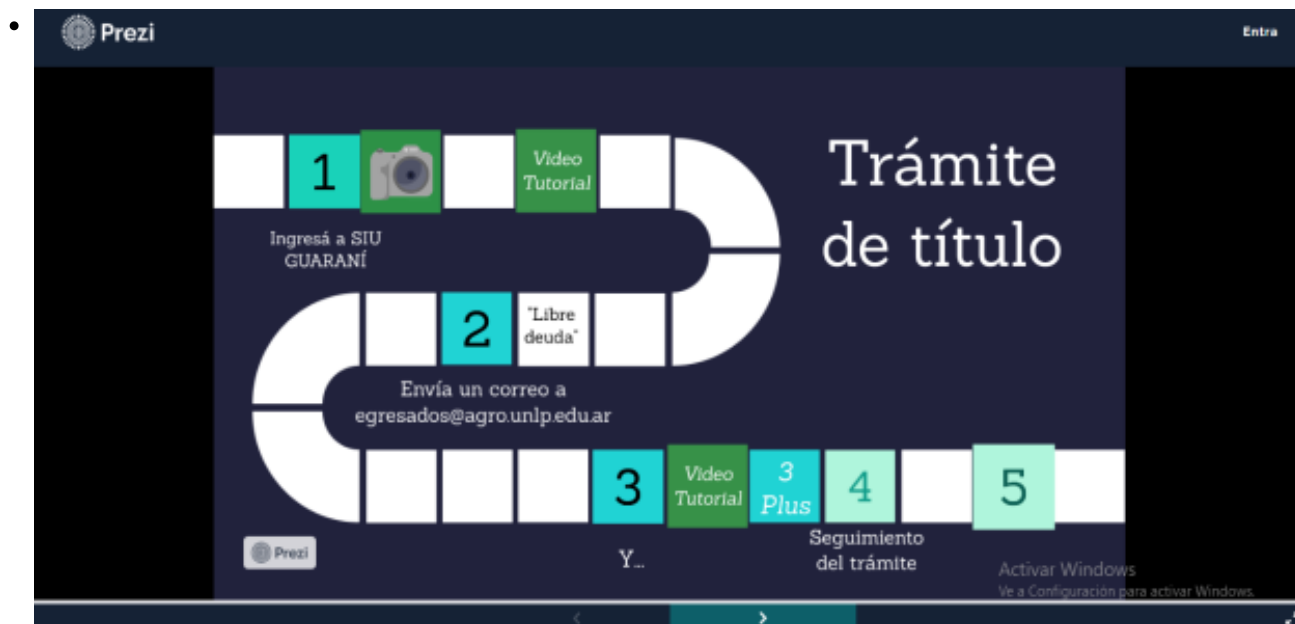 Prezi
Entra
Trámite
de título
1
Video
Tutorial
Ingresá a SIU
GUARANÍ
2
"Libre
deuda"
Envía un correo a
egresados@agro.unlp.edu.ar
3
Video
Tutorial
3
Plus
4
5
Y...
Seguimiento
del trámite
Prezi
Activar Windows
Ve a Configuración para activar Windows.